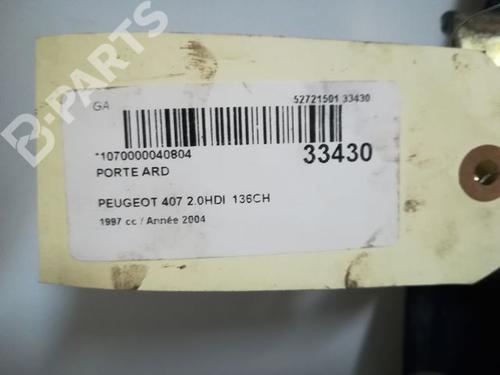 B-PARTS
GA 52721501 33430
*1070000040804 33430
PORTE ARD
PEUGEOT 407 2.0HDI 136CH
1997 cc / Année 2004